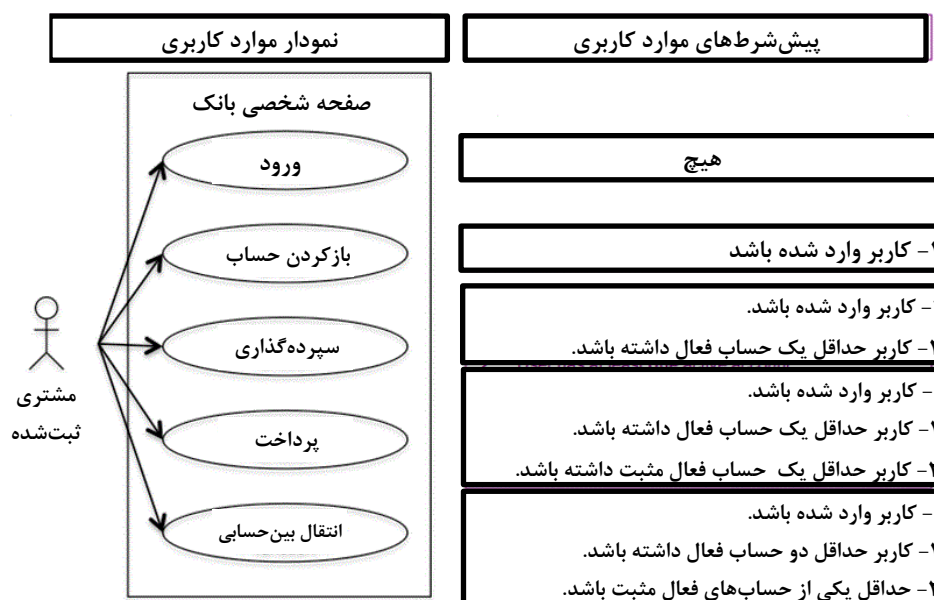 پیش‌شرط‌های موارد کاربری
نمودار موارد کاربری
صفحه شخصی بانک
ورود
هیچ
بازکردن حساب
- کاربر وارد شده باشد
سپرده‌گذاری
- کاربر وارد شده باشد.
- کاربر حداقل یک حساب فعال داشته باشد.
مشتری
ثبت‌شده
پرداخت
- کاربر وارد شده باشد.
- کاربر حداقل یک حساب فعال داشته باشد.
- کاربر حداقل یک حساب فعال مثبت داشته باشد.
انتقال بین‌حسابی
- کاربر وارد شده باشد.
- کاربر حداقل دو حساب فعال داشته باشد.
- حداقل یکی از حساب‌های فعال مثبت باشد.